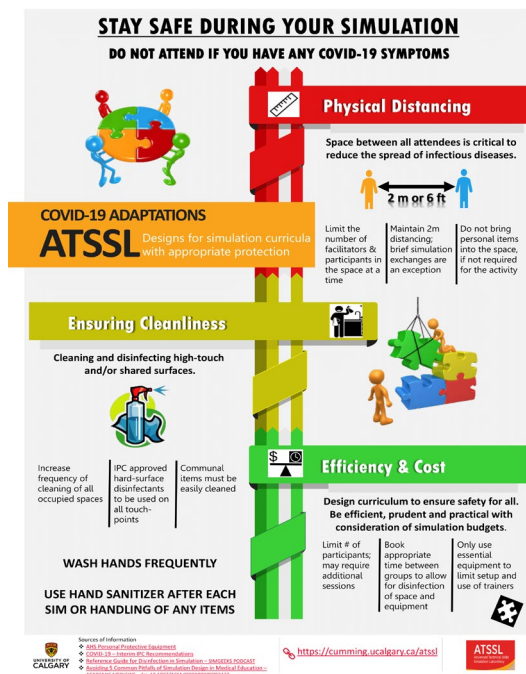 STAY SAFE DURING YOUR SIMULATION
DO NOT ATTEND IF YOU HAVE ANY COVID-19 SYMPTOMS
Physical Distancing
Space between all attendees is critical to
reduce the spread of infectious diseases.
2 m or 6 ft
Limit the
number of
facilitators &
participants in
the space at a
time
Maintain 2m
distancing;
brief simulation
exchanges are
an exception
Do not bring
personal items
into the space,
if not required
for the activity
COVID-19 ADAPTATIONS
ATSSL
Designs for simulation curricula
with appropriate protection
Ensuring Cleanliness
Cleaning and disinfecting high-touch
and/or shared surfaces.
Increase
frequency of
cleaning of all
occupied spaces
IPC approved
hard-surface
disinfectants
to be used on
all touch-
points
Communal
items must be
easily cleaned
$
Efficiency & Cost
Design curriculum to ensure safety for all.
Be efficient, prudent and practical with
consideration of simulation budgets.
Limit # of
participants;
may require
additional
sessions
Book
appropriate
time between
groups to allow
for disinfection
of space and
equipment
Only use
essential
equipment to
limit setup and
use of trainers
WASH HANDS FREQUENTLY
USE HAND SANITIZER AFTER EACH
SIM OR HANDLING OF ANY ITEMS
UNIVERSITY OF
CALGARY
Sources of Information
AHS Personal Protective Equipment
COVID-19 – Interim IPC Recommendations
Reference Guide for Disinfection in Simulation – SIMGEEKS PODCAST
Avoiding 5 Common Pitfalls of Simulation Design in Medical Education –
https://cumming.ucalgary.ca/atssl
ATSSL